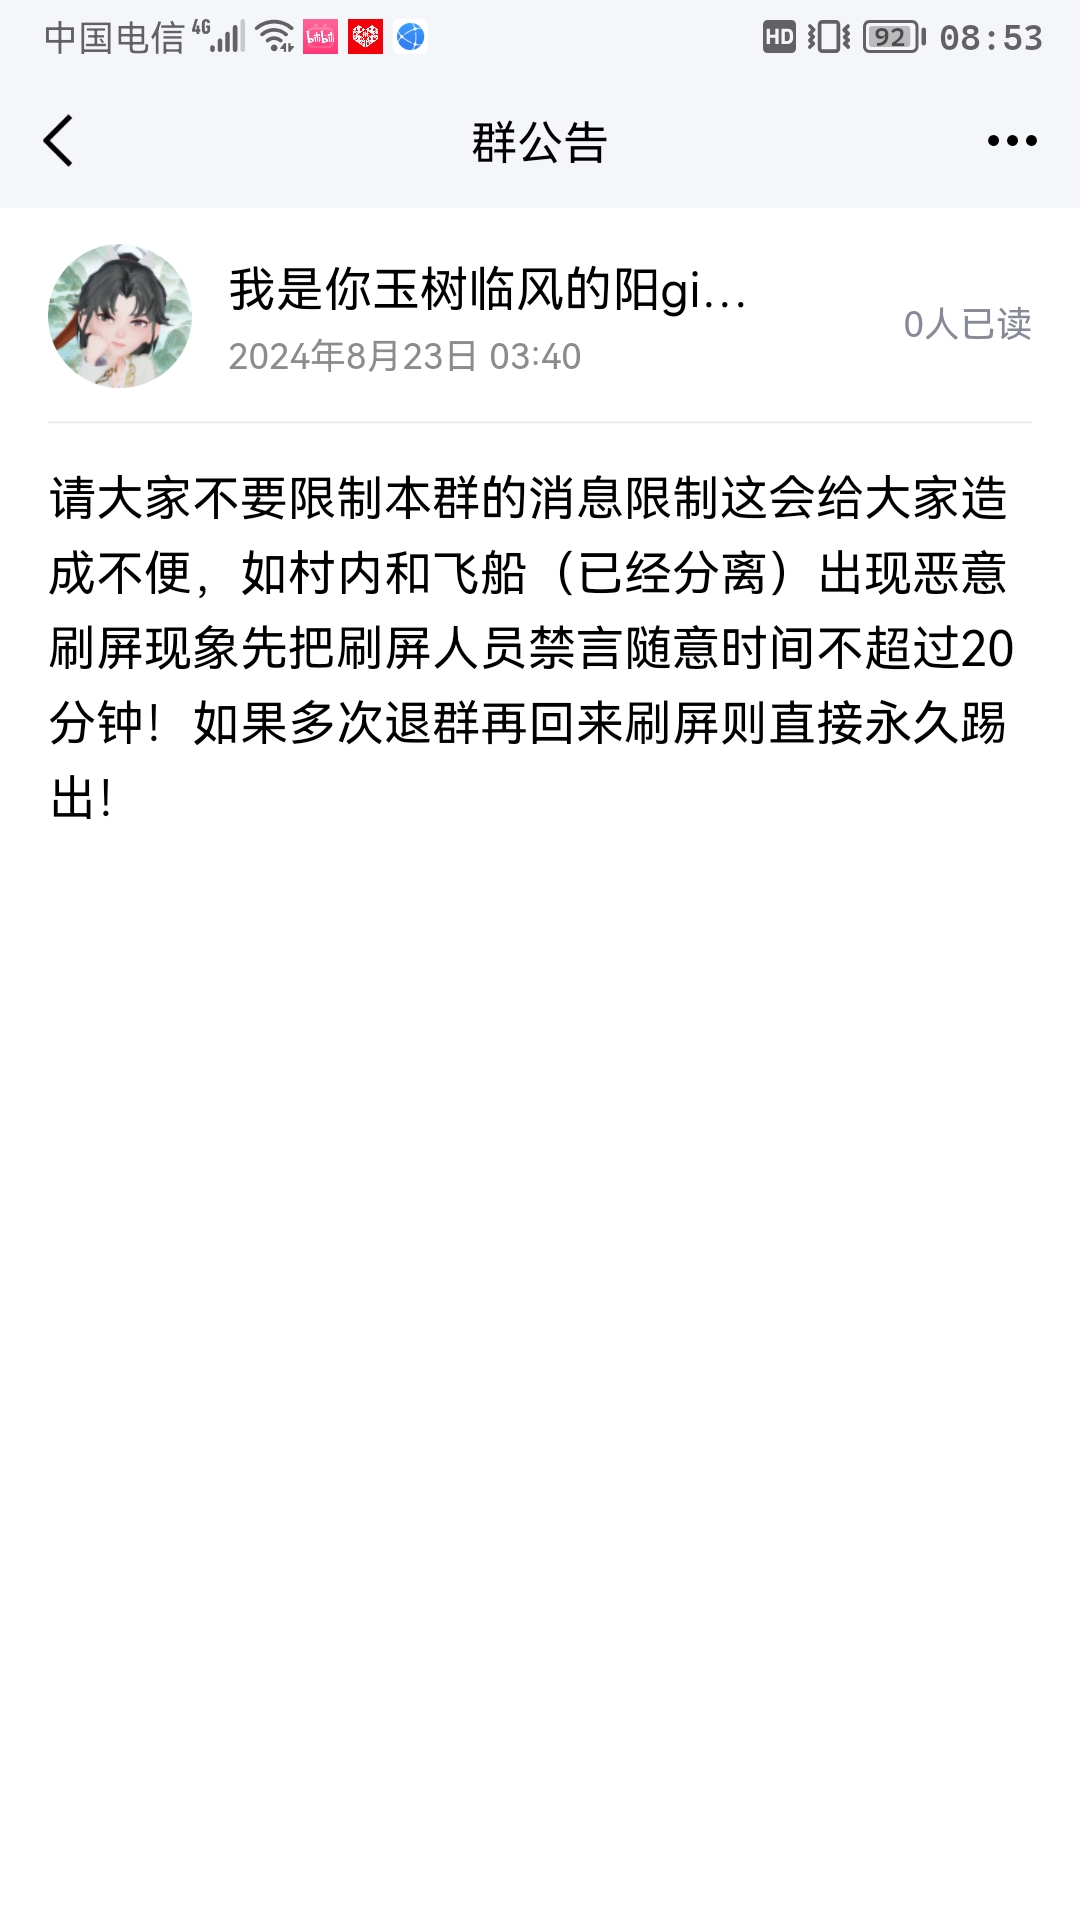 中国电信 4G HD 92 08:53
群公告
我是你玉树临风的阳gi...
2024年8月23日 03:40
0人已读
请大家不要限制本群的消息限制这会给大家造
成不便，如村内和飞船（已经分离）出现恶意
刷屏现象先把刷屏人员禁言随意时间不超过20
分钟！如果多次退群再回来刷屏则直接永久踢
出！